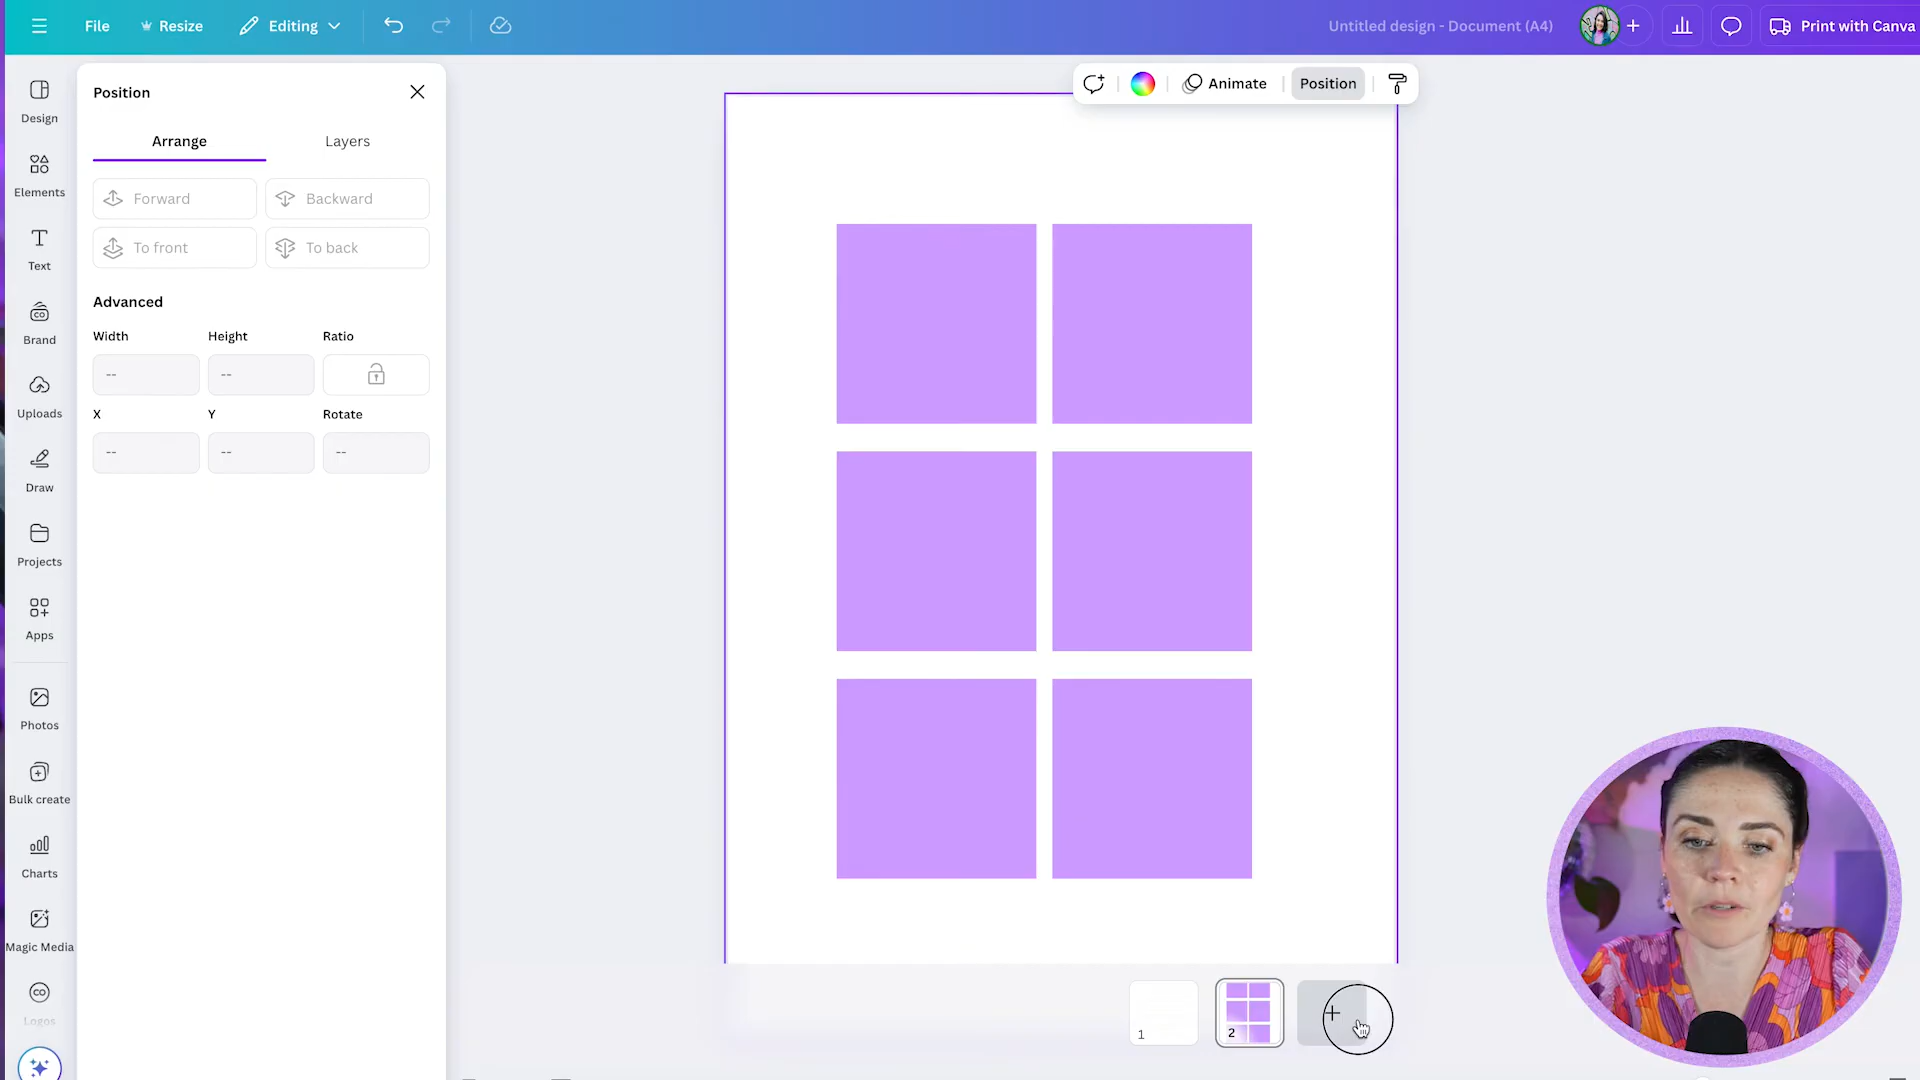 File
Resize
Editing
Untitled design - Document (A4)
Print with Canva
Design
Elements
Text
Brand
Uploads
Draw
Projects
Apps
Photos
Bulk create
Charts
Magic Media
Logos
Position
Arrange
Layers
Forward
Backward
To front
To back
Advanced
Width
Height
Ratio
--
--
X
Y
Rotate
--
--
--
Animate
Position
1
2